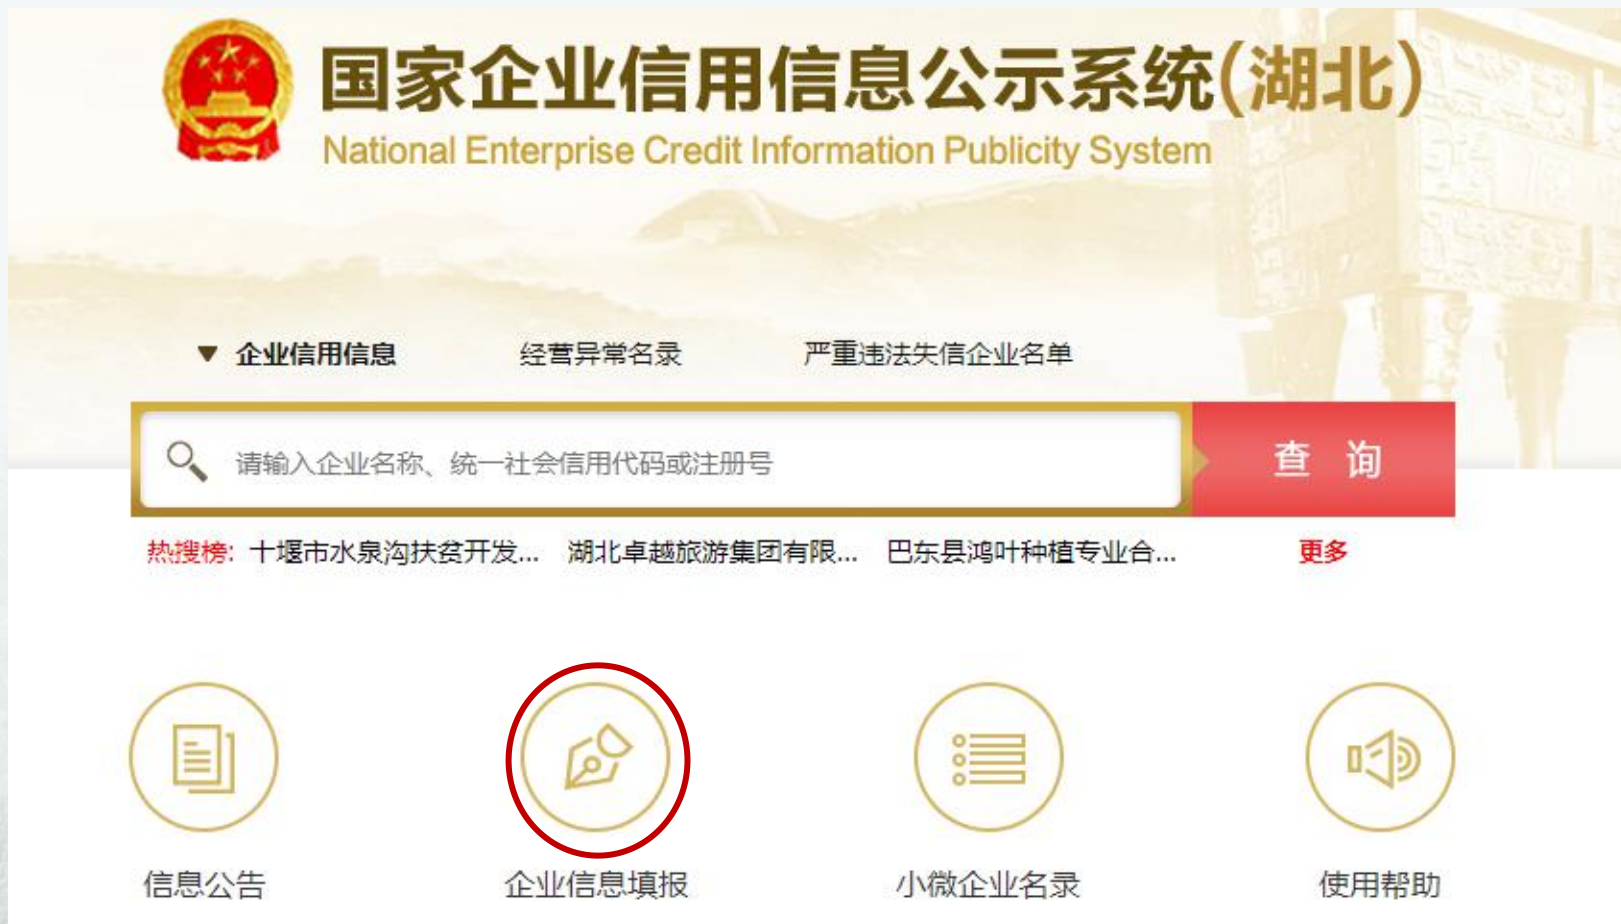 国家企业信用信息公示系统(湖北)
National Enterprise Credit Information Publicity System
企业信用信息 经营异常名录 严重违法失信企业名单
请输入企业名称、统一社会信用代码或注册号 查 询
热搜榜: 十堰市水泉沟扶贫开发... 湖北卓越旅游集团有限... 巴东县鸿叶种植专业合... 更多
信息公告 企业信息填报 小微企业名录 使用帮助